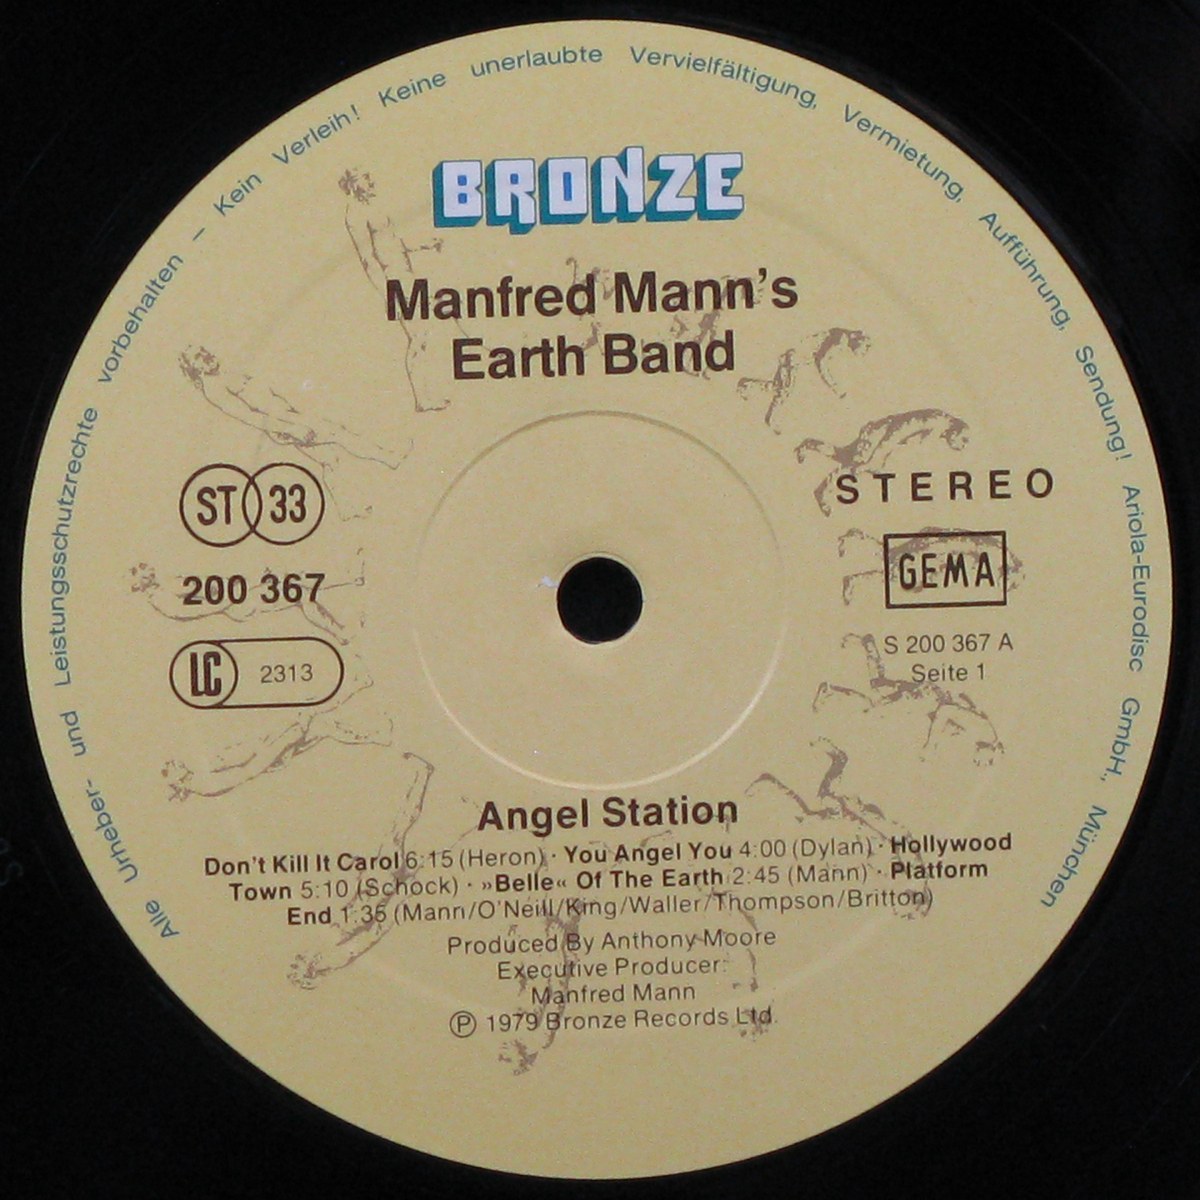 Alle Urheber- und Leistungsschutzrechte vorbehalten – Kein Verleih! Keine unerlaubte Vervielfältigung, Vermietung, Aufführung, Sendung! Ariola-Eurodisc GmbH., München
BRONZE
Manfred Mann's
Earth Band
ST 33
200 367
LC 2313
STEREO
GEMA
S 200 367 A
Seite 1
Angel Station
Don't Kill It Carol 6:15 (Heron) · You Angel You 4:00 (Dylan) · Hollywood
Town 5:10 (Schock) · »Belle« Of The Earth 2:45 (Mann) · Platform
End 1:35 (Mann/O'Neill/King/Waller/Thompson/Britton)
Produced By Anthony Moore
Executive Producer:
Manfred Mann
Ⓟ 1979 Bronze Records Ltd.